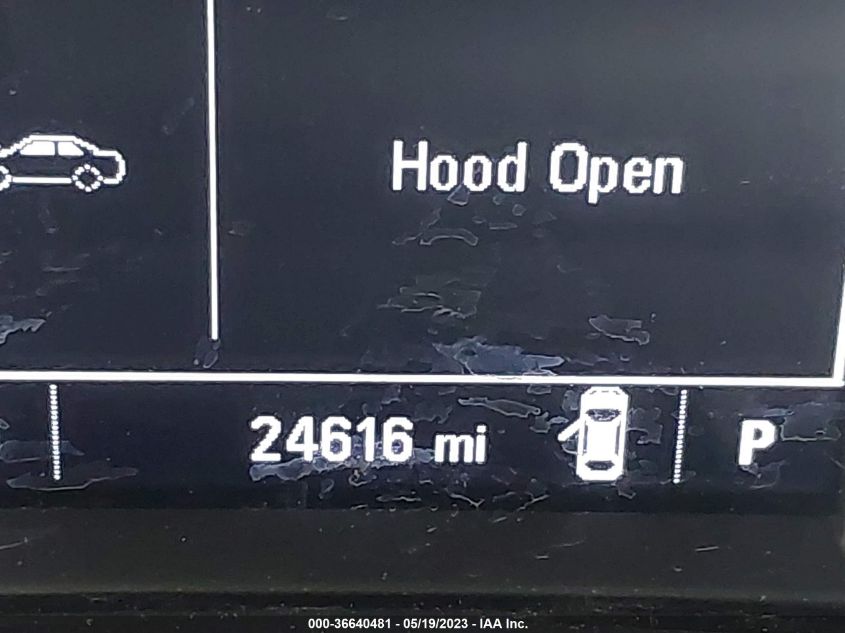 Hood Open
24616 mi P
000-36640481 - 05/19/2023 - IAA Inc.